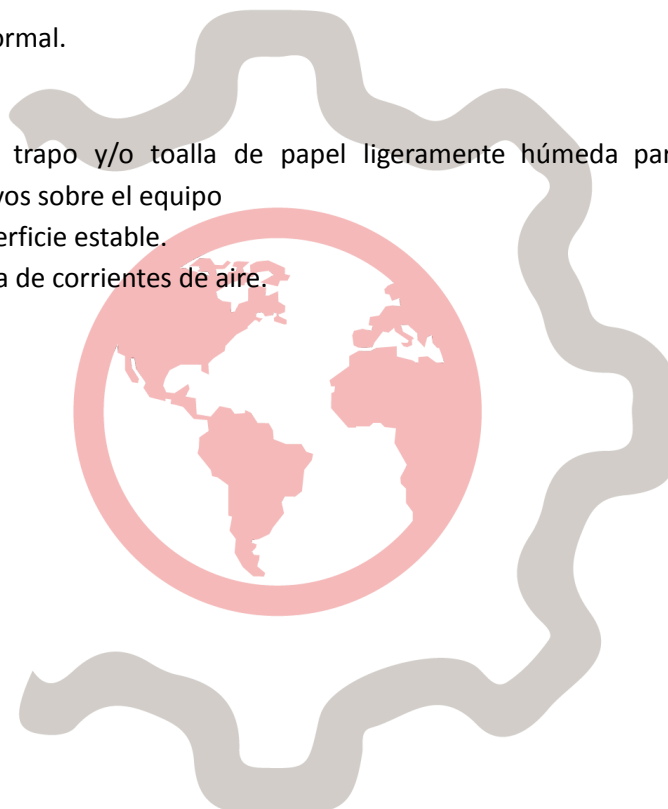 ormal.
trapo y/o toalla de papel ligeramente húmeda par
vos sobre el equipo
erficie estable.
a de corrientes de aire.